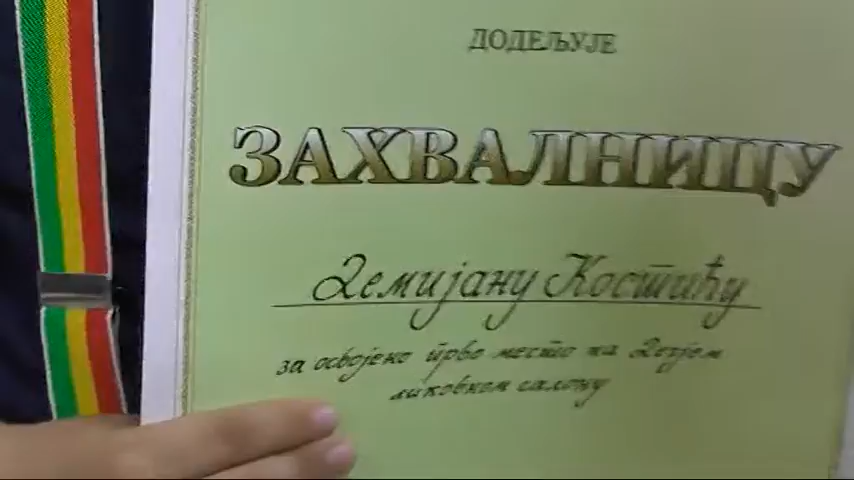 ДОДЕЉУЈЕ
ЗАХВАЛНИЦУ
Демијану Костићу
за освојено прво место на Дечјем
ликовном салону